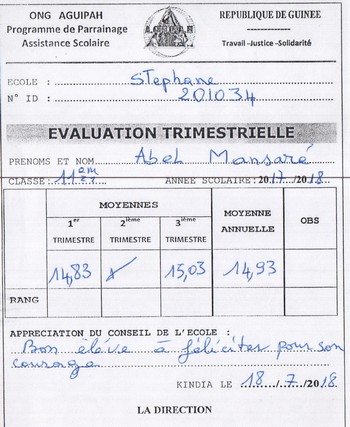 ONG AGUIPAH
Programme de Parrainage
Assistance Scolaire
REPUBLIQUE DE GUINEE
-------------
Travail -Justice -Solidarité
ECOLE : Stephane
N° ID : 201034
EVALUATION TRIMESTRIELLE
PRENOMS ET NOM Abel Mansaré
CLASSE : 11em ANNEE SCOLAIRE : 2017/2018
MOYENNES
1er TRIMESTRE
2ième TRIMESTRE
3ième TRIMESTRE
MOYENNE ANNUELLE
OBS
14,83 15,03 14,93
RANG
APPRECIATION DU CONSEIL DE L'ECOLE :
Bon élève à féliciter pour son
courage
KINDIA LE 18/7/2018
LA DIRECTION